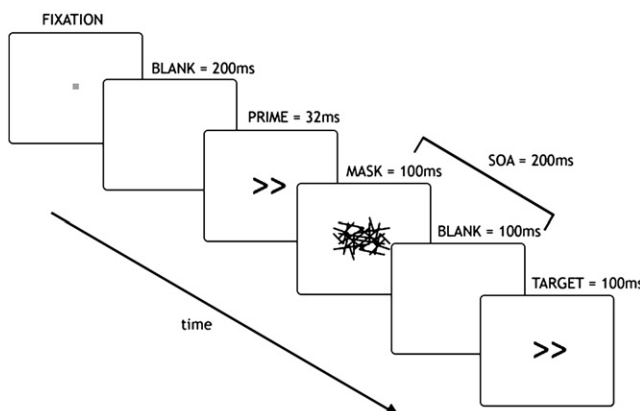 FIXATION
BLANK = 200ms
PRIME = 32ms
>>
MASK = 100ms
SOA = 200ms
BLANK = 100ms
TARGET = 100ms
>>
time